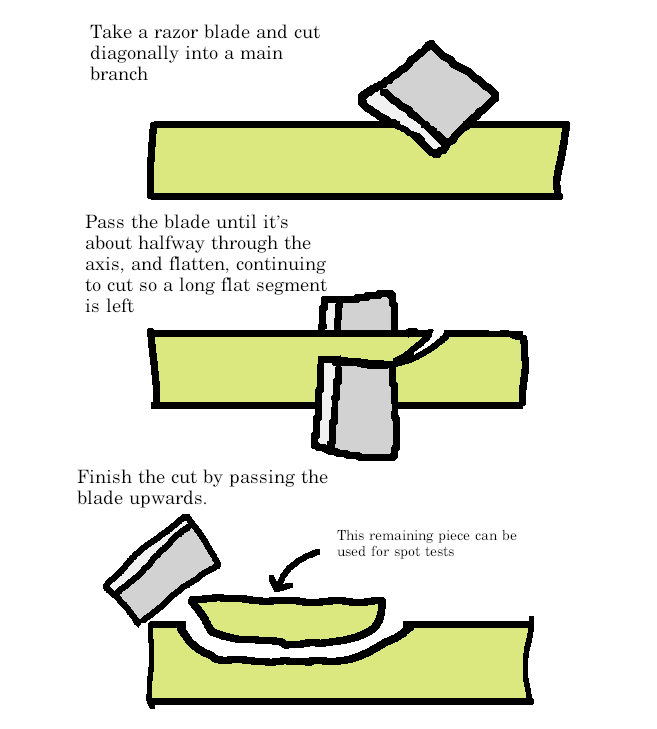 Take a razor blade and cut
diagonally into a main
branch
Pass the blade until it's
about halfway through the
axis, and flatten, continuing
to cut so a long flat segment
is left
Finish the cut by passing the
blade upwards.
This remaining piece can be
used for spot tests